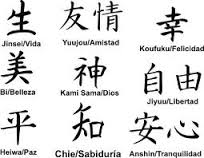 生 友情 幸
Jinsei/Vida Yuujou/Amistad Koufuku/Felicidad
美 神 自由
Bi/Belleza Kami Sama/Dios Jiyuu/Libertad
平 知 安心
Heiwa/Paz Chie/Sabiduría Anshin/Tranquilidad